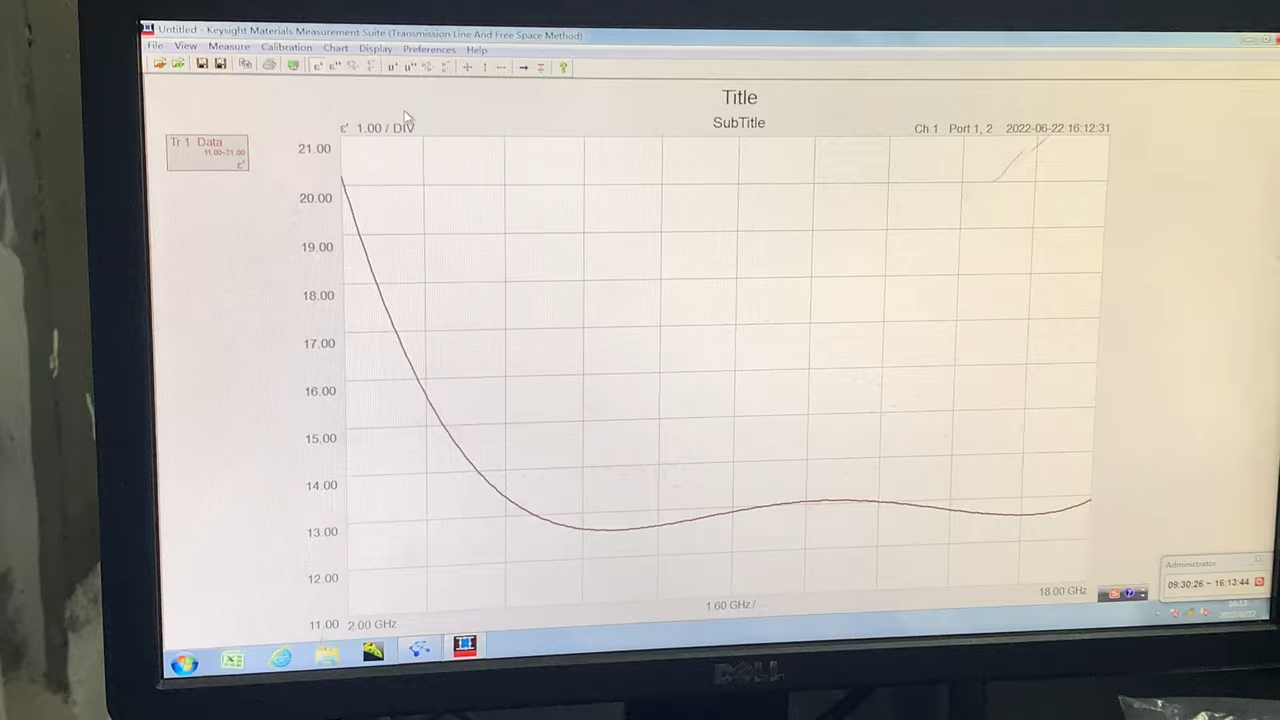 Untitled - Keysight Materials Measurement Suite (Transmission Line And Free Space Method)
File View Measure Calibration Chart Display Preferences Help
Title
SubTitle
ε' 1.00 / DIV
Ch 1 Port 1, 2 2022-06-22 16:12:31
Tr 1 Data
11.00-21.00
ε'
21.00
20.00
19.00
18.00
17.00
16.00
15.00
14.00
13.00
12.00
11.00
2.00 GHz
1.60 GHz /
18.00 GHz
Administrator
09:30:26 ~ 16:13:44
DELL